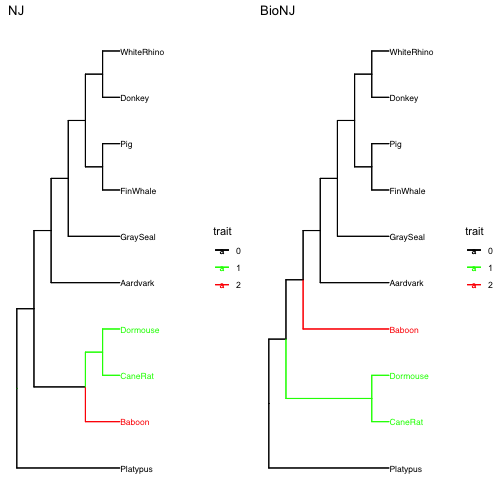 NJ
WhiteRhino
Donkey
Pig
FinWhale
GraySeal
Aardvark
Dormouse
CaneRat
Baboon
Platypus
trait
a 0
a 1
a 2
BioNJ
WhiteRhino
Donkey
Pig
FinWhale
GraySeal
Aardvark
Baboon
Dormouse
CaneRat
Platypus
trait
a 0
a 1
a 2